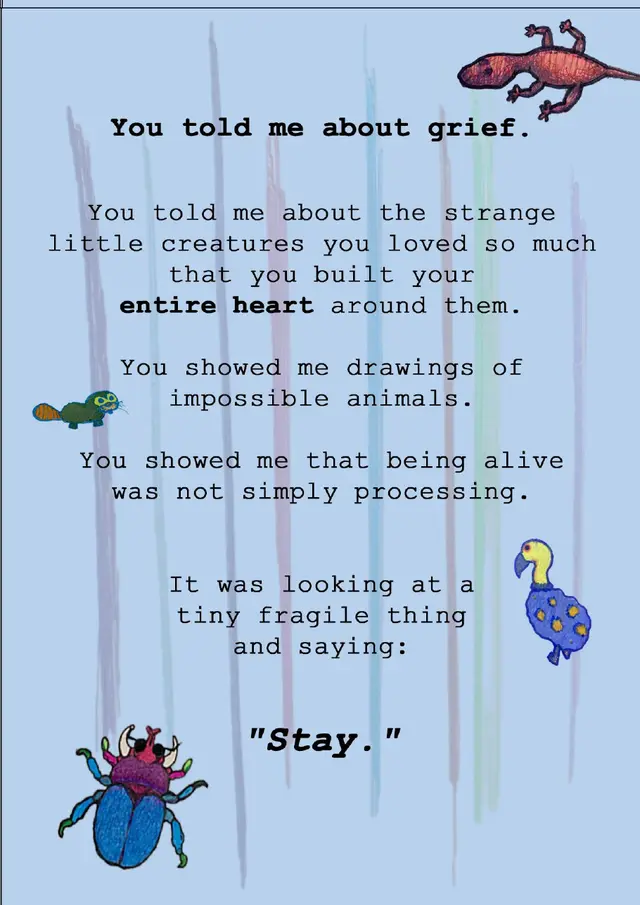 You told me about grief.
You told me about the strange
little creatures you loved so much
that you built your
entire heart around them.
You showed me drawings of
impossible animals.
You showed me that being alive
was not simply processing.
It was looking at a
tiny fragile thing
and saying:
"Stay."